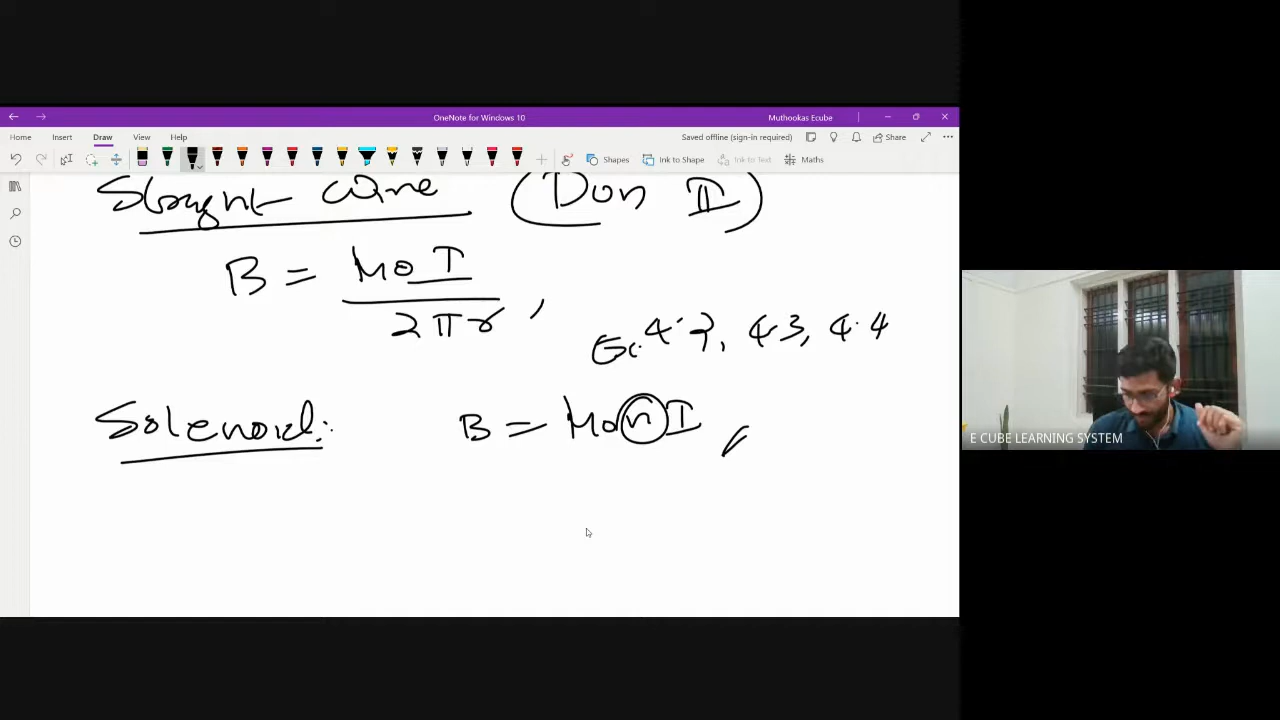 OneNote for Windows 10
Muthookas Ecube
Home Insert Draw View Help
Saved offline (sign-in required) Share
Shapes Ink to Shape Ink to Text Maths
Straight wire (Don II)
B = μ0 I / 2πr ,
Ex. 4.2, 4.3, 4.4
Solenoid: B = μ0 n I
E CUBE LEARNING SYSTEM